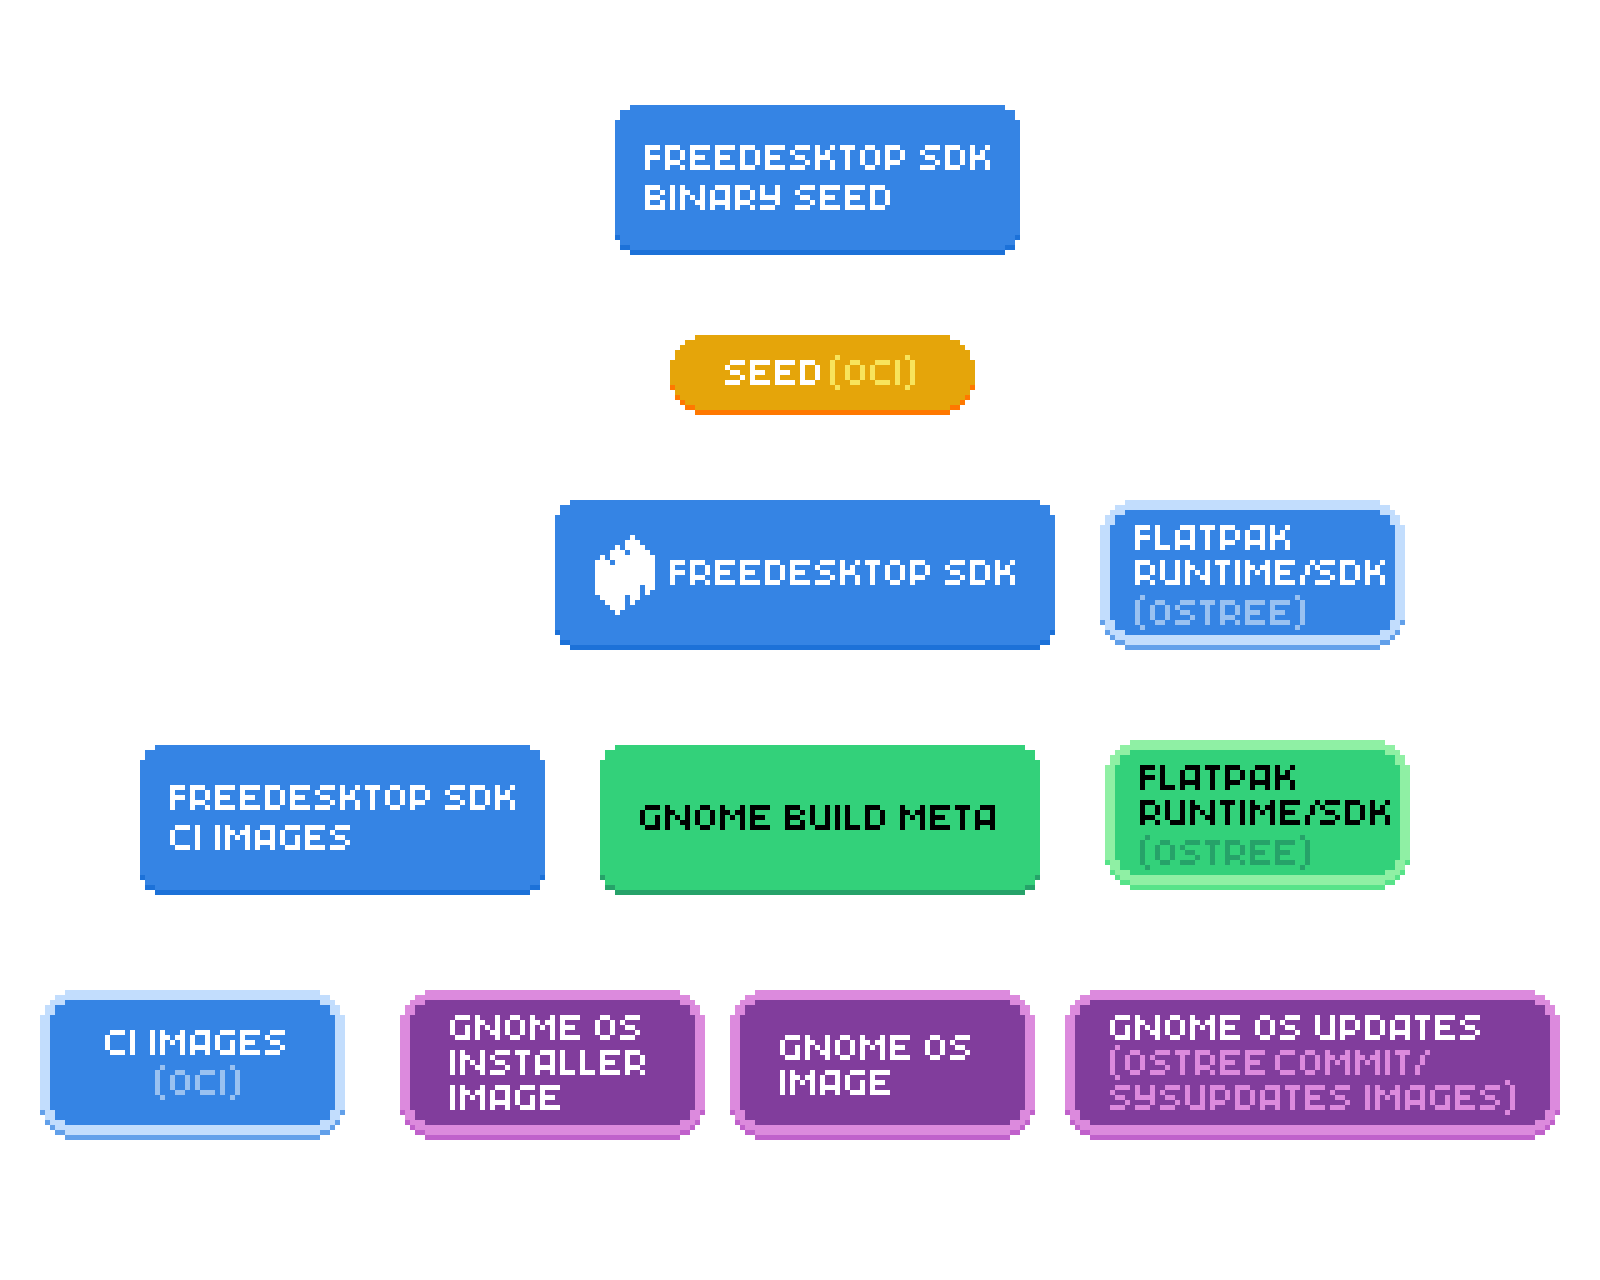 FREEDESKTOP SDK
BINARY SEED
SEED (OCI)
FREEDESKTOP SDK
FLATPAK
RUNTIME/SDK
(OSTREE)
FREEDESKTOP SDK
CI IMAGES
GNOME BUILD META
FLATPAK
RUNTIME/SDK
(OSTREE)
CI IMAGES
(OCI)
GNOME OS
INSTALLER
IMAGE
GNOME OS
IMAGE
GNOME OS UPDATES
(OSTREE COMMIT/
SYSUPDATES IMAGES)